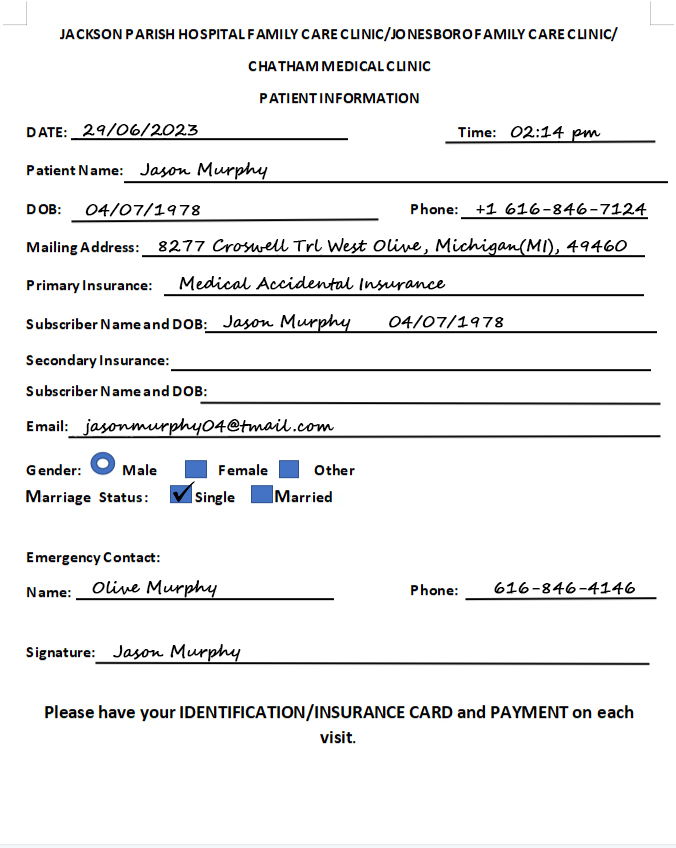 JACKSON PARISH HOSPITAL FAMILY CARE CLINIC/JONESBORO FAMILY CARE CLINIC/
CHATHAM MEDICAL CLINIC
PATIENT INFORMATION
DATE: 29/06/2023 Time: 02:14 pm
Patient Name: Jason Murphy
DOB: 04/07/1978 Phone: +1 616-846-7124
Mailing Address: 8277 Croswell Trl West Olive, Michigan(MI), 49460
Primary Insurance: Medical Accidental Insurance
Subscriber Name and DOB: Jason Murphy 04/07/1978
Secondary Insurance:
Subscriber Name and DOB:
Email: jasonmurphy04@tmail.com
Gender: Male Female Other
Marriage Status: Single Married
Emergency Contact:
Name: Olive Murphy Phone: 616-846-4146
Signature: Jason Murphy
Please have your IDENTIFICATION/INSURANCE CARD and PAYMENT on each
visit.